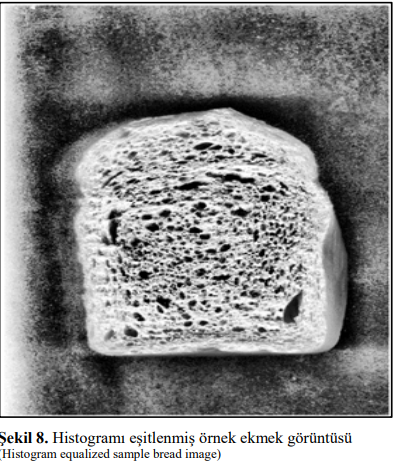 Şekil 8. Histogramı eşitlenmiş örnek ekmek görüntüsü
(Histogram equalized sample bread image)